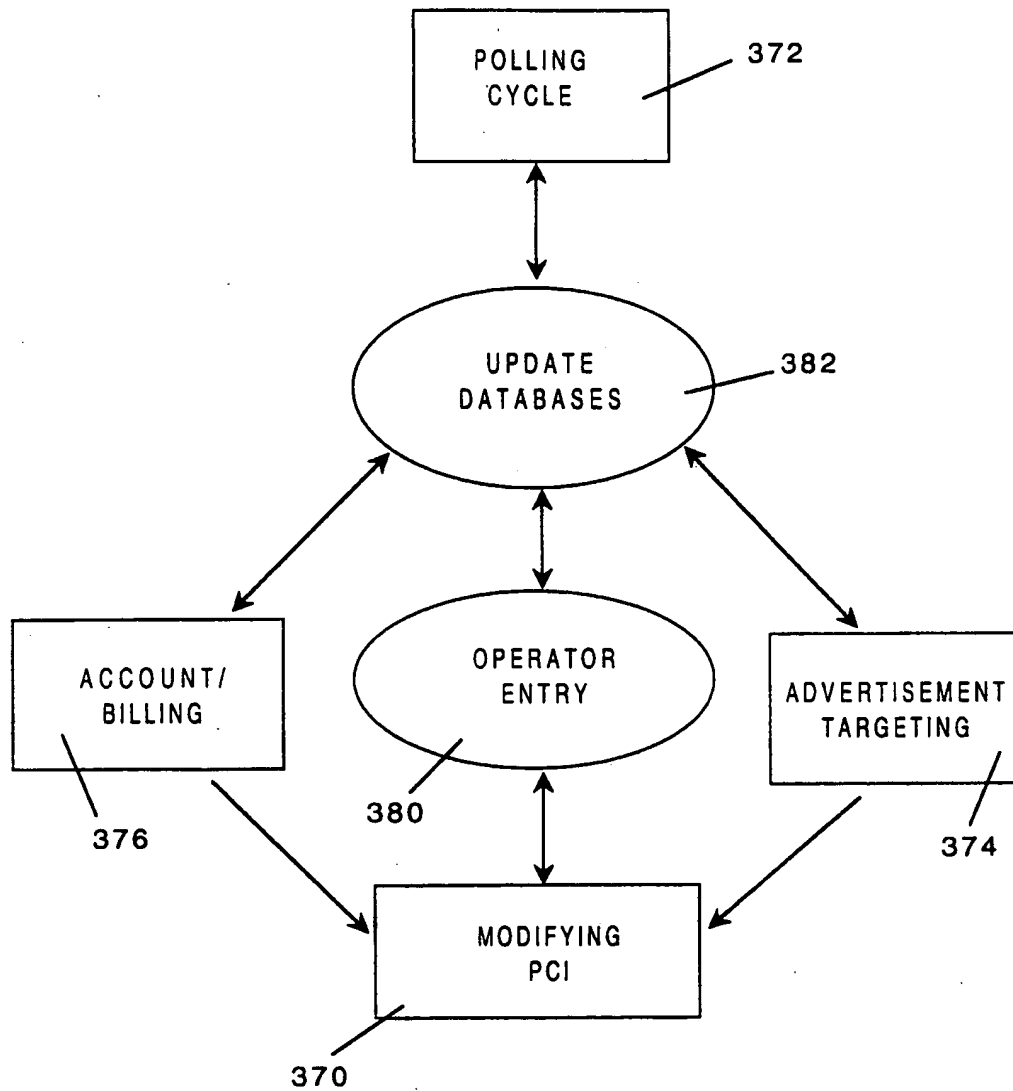 POLLING
CYCLE
372
UPDATE
DATABASES
382
ACCOUNT/
BILLING
376
OPERATOR
ENTRY
380
ADVERTISEMENT
TARGETING
374
MODIFYING
PCI
370